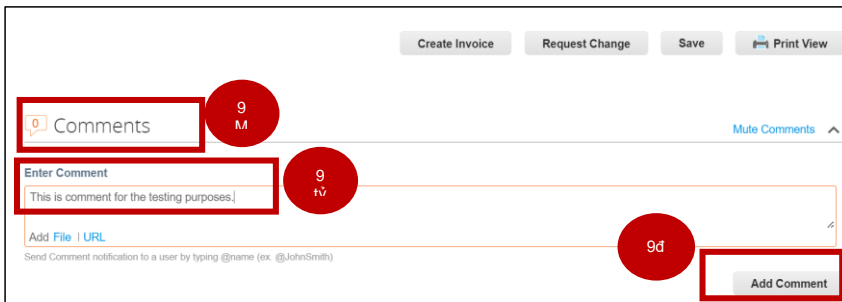 Create Invoice Request Change Save Print View
0 Comments
9
M
Mute Comments
Enter Comment
9
tỷ
This is comment for the testing purposes.
Add File | URL
9đ
Send Comment notification to a user by typing @name (ex. @JohnSmith)
Add Comment